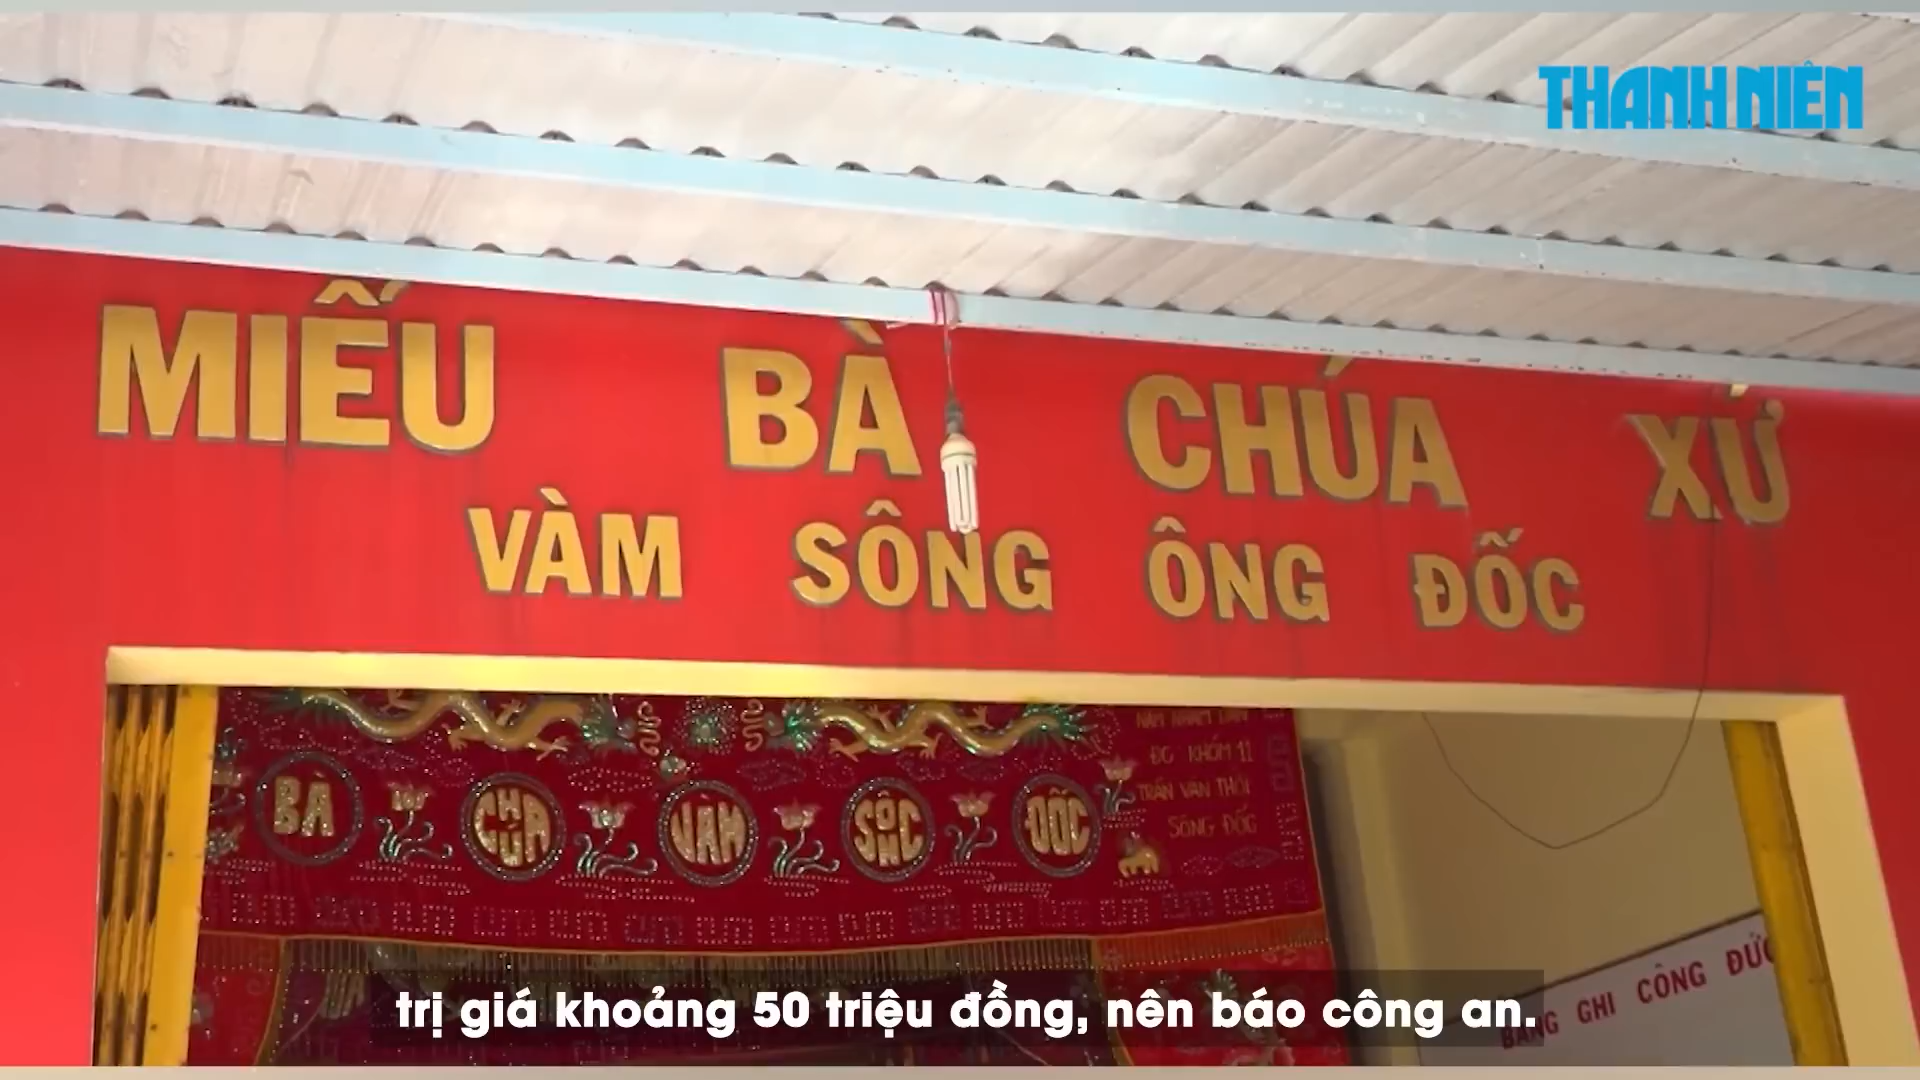 THANH NIÊN
MIẾU BÀ CHÚA XỨ
VÀM SÔNG ÔNG ĐỐC
ĐC KHÓM 11
TRẦN VĂN THỜI
SÔNG ĐỐC
BÀ CHÚA VÀM SÔNG ĐỐC
BẢNG GHI CÔNG ĐỨC
trị giá khoảng 50 triệu đồng, nên báo công an.